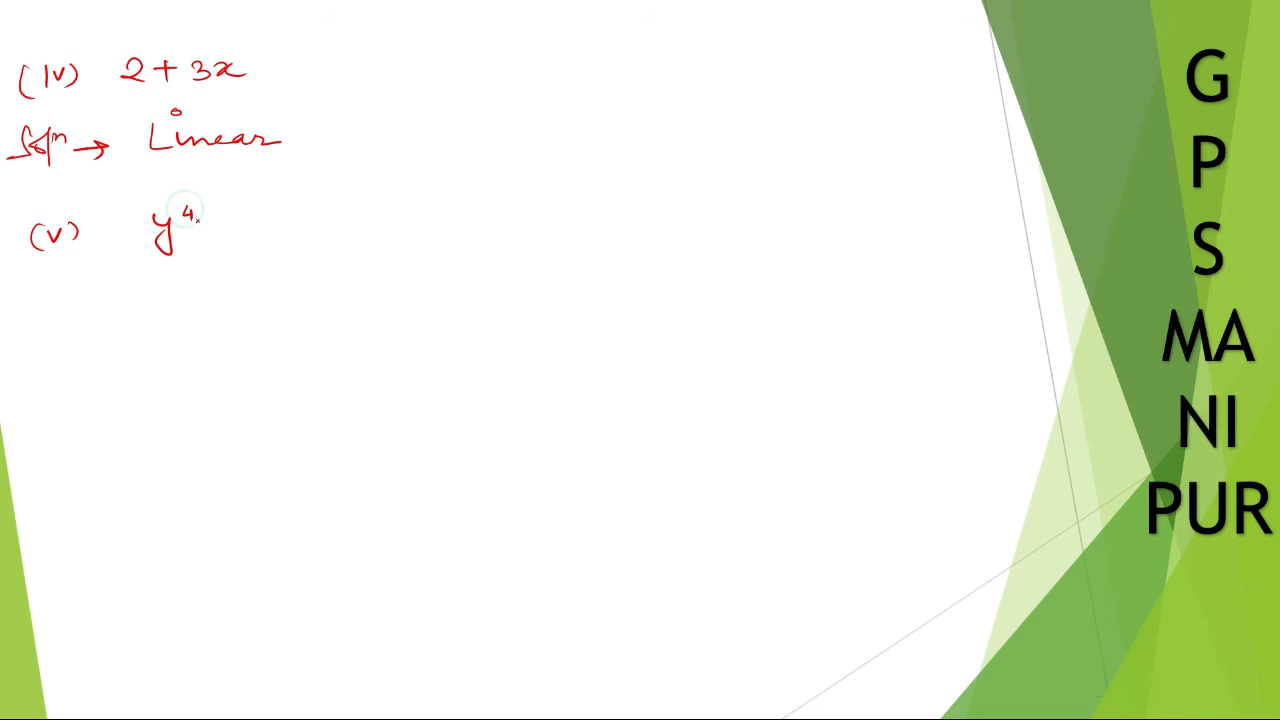 (iv) 2 + 3x
Solⁿ → Linear
(v) y⁴
G
P
S
MA
NI
PUR